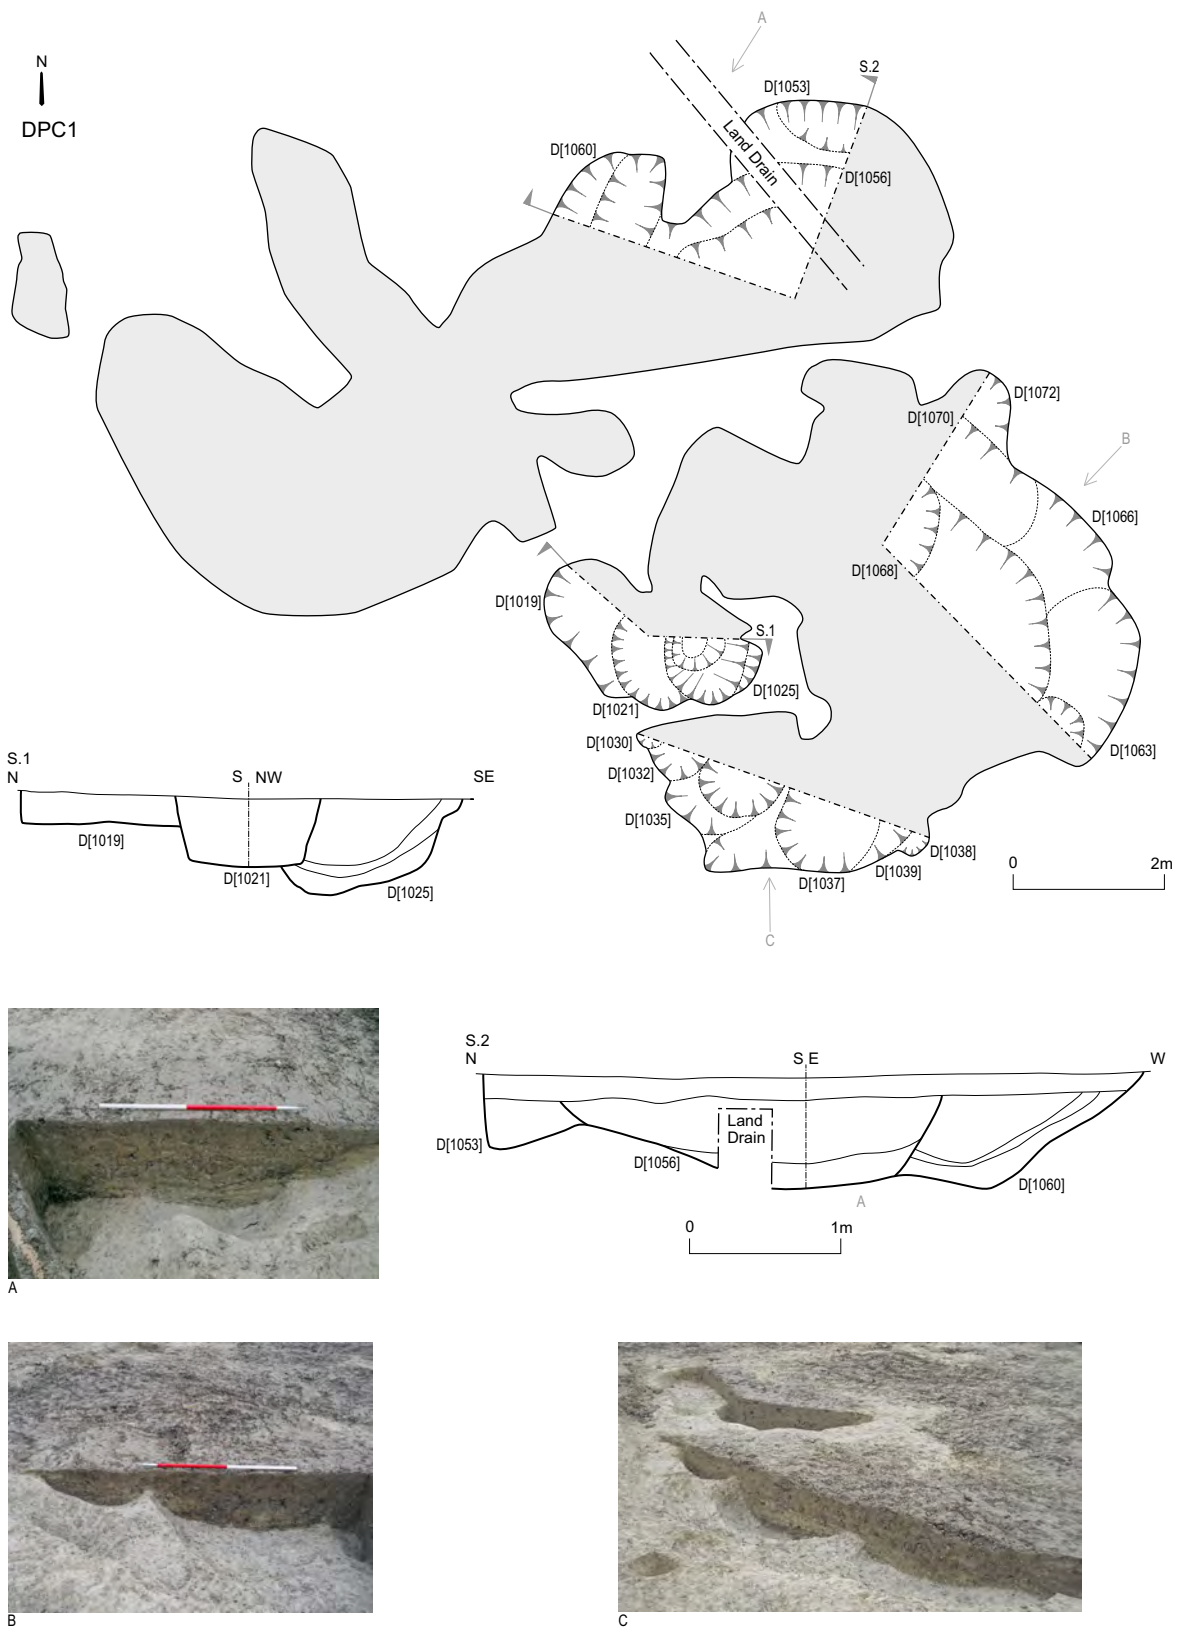 A
N
S.2
D[1053]
DPC1
Land Drain
D[1060]
D[1056]
D[1072]
D[1070]
B
D[1066]
D[1068]
D[1019]
S.1
D[1025]
D[1021]
D[1030]
D[1063]
S.1
N
S
NW
SE
D[1032]
D[1035]
D[1019]
D[1038]
D[1021]
D[1039]
D[1037]
D[1025]
0
2m
C
S.2
N
S E
W
Land
Drain
D[1053]
D[1056]
D[1060]
A
0
1m
A
B
C